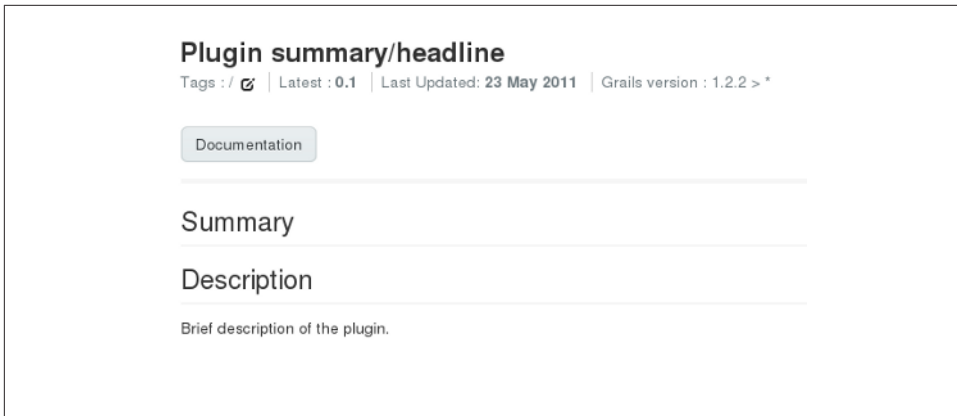 Plugin summary/headline
Tags : / Latest : 0.1 Last Updated: 23 May 2011 Grails version : 1.2.2 > *
Documentation
Summary
Description
Brief description of the plugin.